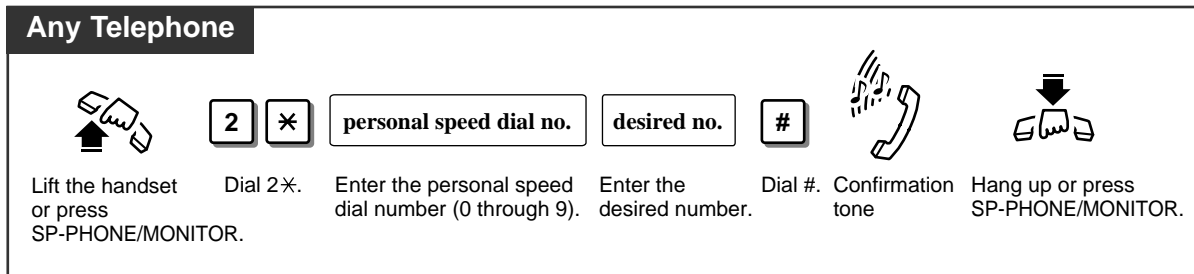 Any Telephone
2 ✳ personal speed dial no. desired no. #
Lift the handset
or press
SP-PHONE/MONITOR.
Dial 2✳.
Enter the personal speed
dial number (0 through 9).
Enter the
desired number.
Dial #.
Confirmation
tone
Hang up or press
SP-PHONE/MONITOR.